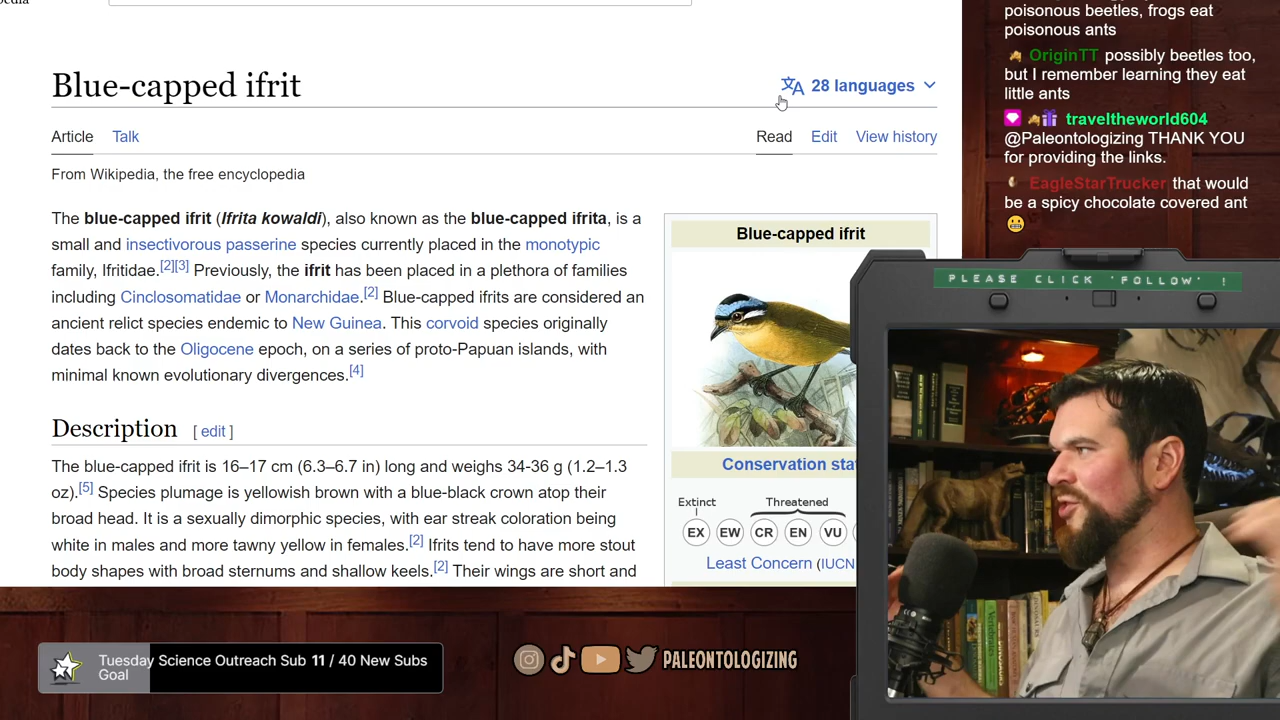 Blue-capped ifrit
28 languages
Article Talk
Read Edit View history
From Wikipedia, the free encyclopedia
The blue-capped ifrit (Ifrita kowaldi), also known as the blue-capped ifrita, is a
small and insectivorous passerine species currently placed in the monotypic
family, Ifritidae.[2][3] Previously, the ifrit has been placed in a plethora of families
including Cinclosomatidae or Monarchidae.[2] Blue-capped ifrits are considered an
ancient relict species endemic to New Guinea. This corvoid species originally
dates back to the Oligocene epoch, on a series of proto-Papuan islands, with
minimal known evolutionary divergences.[4]
Description [ edit ]
The blue-capped ifrit is 16–17 cm (6.3–6.7 in) long and weighs 34-36 g (1.2–1.3
oz).[5] Species plumage is yellowish brown with a blue-black crown atop their
broad head. It is a sexually dimorphic species, with ear streak coloration being
white in males and more tawny yellow in females.[2] Ifrits tend to have more stout
body shapes with broad sternums and shallow keels.[2] Their wings are short and
Blue-capped ifrit
Conservation sta
Extinct
Threatened
EX EW CR EN VU
Least Concern (IUCN
poisonous beetles, frogs eat
poisonous ants
OriginTT possibly beetles too,
but I remember learning they eat
little ants
traveltheworld604
@Paleontologizing THANK YOU
for providing the links.
EagleStarTrucker that would
be a spicy chocolate covered ant
PLEASE CLICK 'FOLLOW' !
Tuesday Science Outreach Sub 11 / 40 New Subs
Goal
PALEONTOLOGIZING